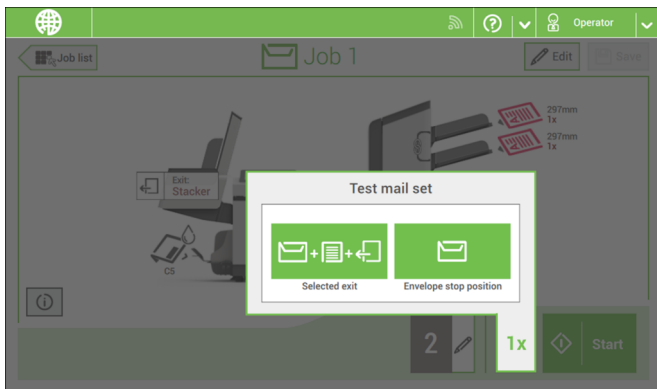 Operator
Job list
Job 1
Edit
Save
297mm
1x
297mm
1x
Exit:
Stacker
C5
Test mail set
Selected exit
Envelope stop position
2
1x
Start